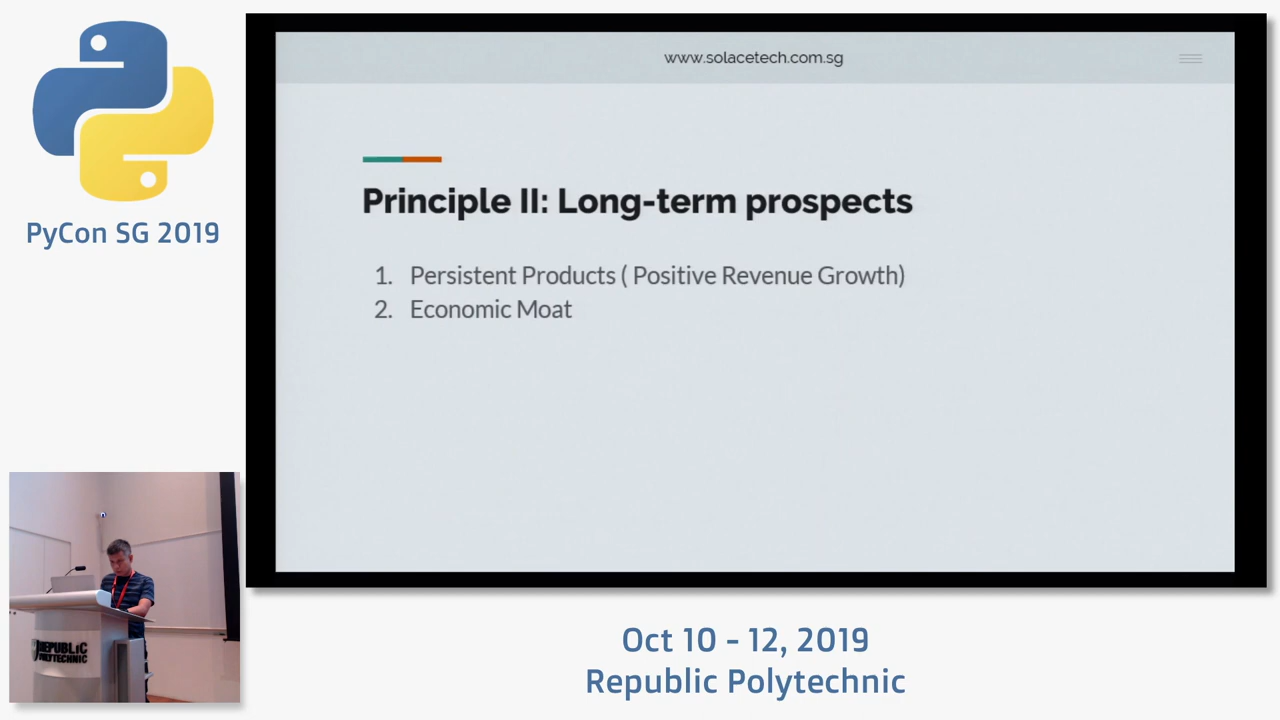 PyCon SG 2019
www.solacetech.com.sg
Principle II: Long-term prospects
1. Persistent Products ( Positive Revenue Growth)
2. Economic Moat
REPUBLIC
POLYTECHNIC
Oct 10 - 12, 2019
Republic Polytechnic